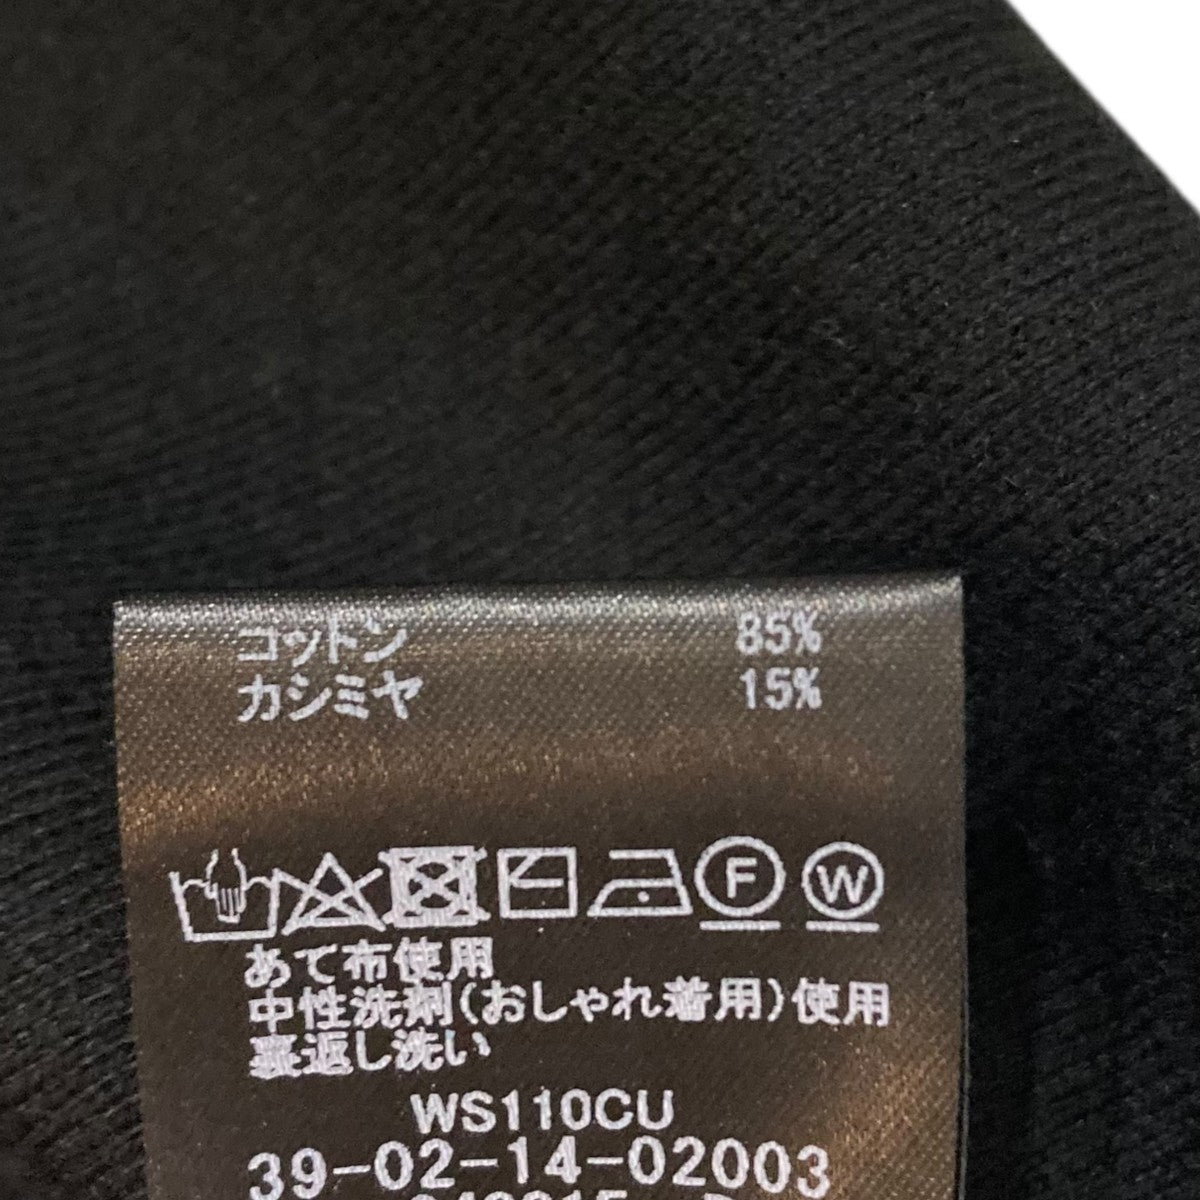 コットン 85%
カシミヤ 15%
F W
あて布使用
中性洗剤(おしゃれ着用)使用
裏返し洗い
WS110CU
39-02-14-02003